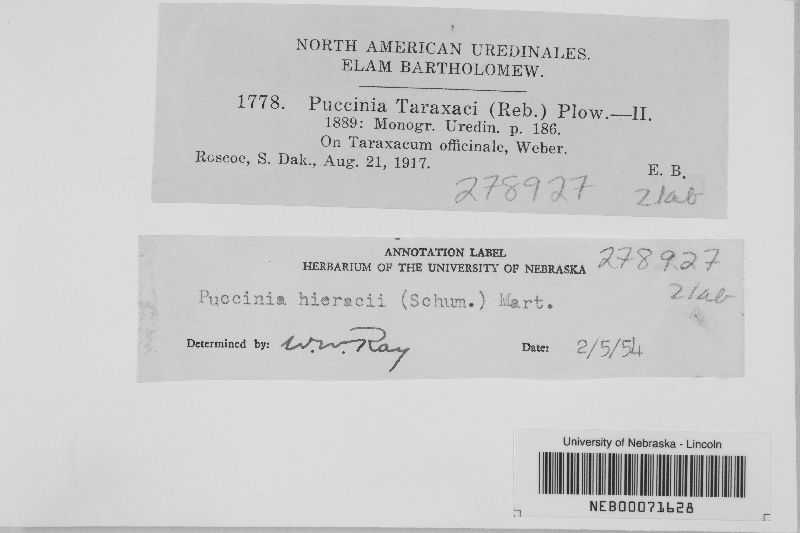 NORTH AMERICAN UREDINALES.
ELAM BARTHOLOMEW.
1778. Puccinia Taraxaci (Reb.) Plow.—II.
1889: Monogr. Uredin. p. 186.
On Taraxacum officinale, Weber.
Roscoe, S. Dak., Aug. 21, 1917.
E. B.
278927
21ab
ANNOTATION LABEL
HERBARIUM OF THE UNIVERSITY OF NEBRASKA
278927
21ab
Puccinia hieracii (Schum.) Mart.
Determined by: W.W. Ray
Date: 2/5/54
University of Nebraska - Lincoln
NEB00071628